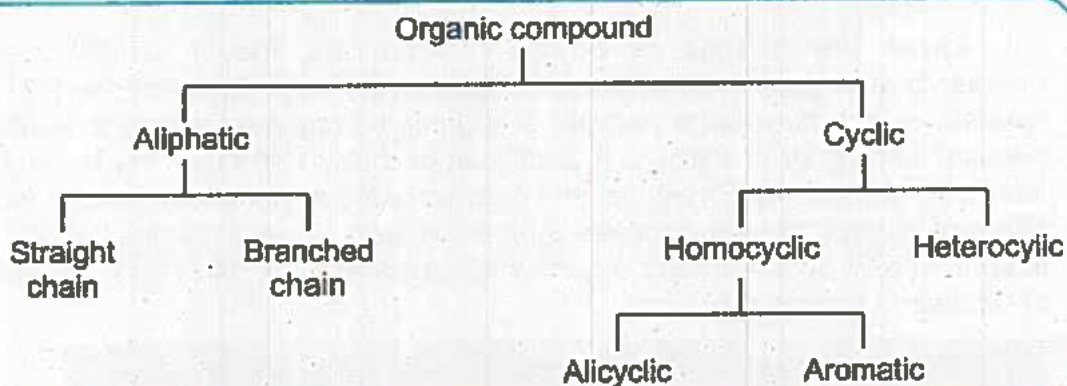 Organic compound
Aliphatic
Cyclic
Straight
chain
Branched
chain
Homocyclic
Heterocylic
Alicyclic
Aromatic